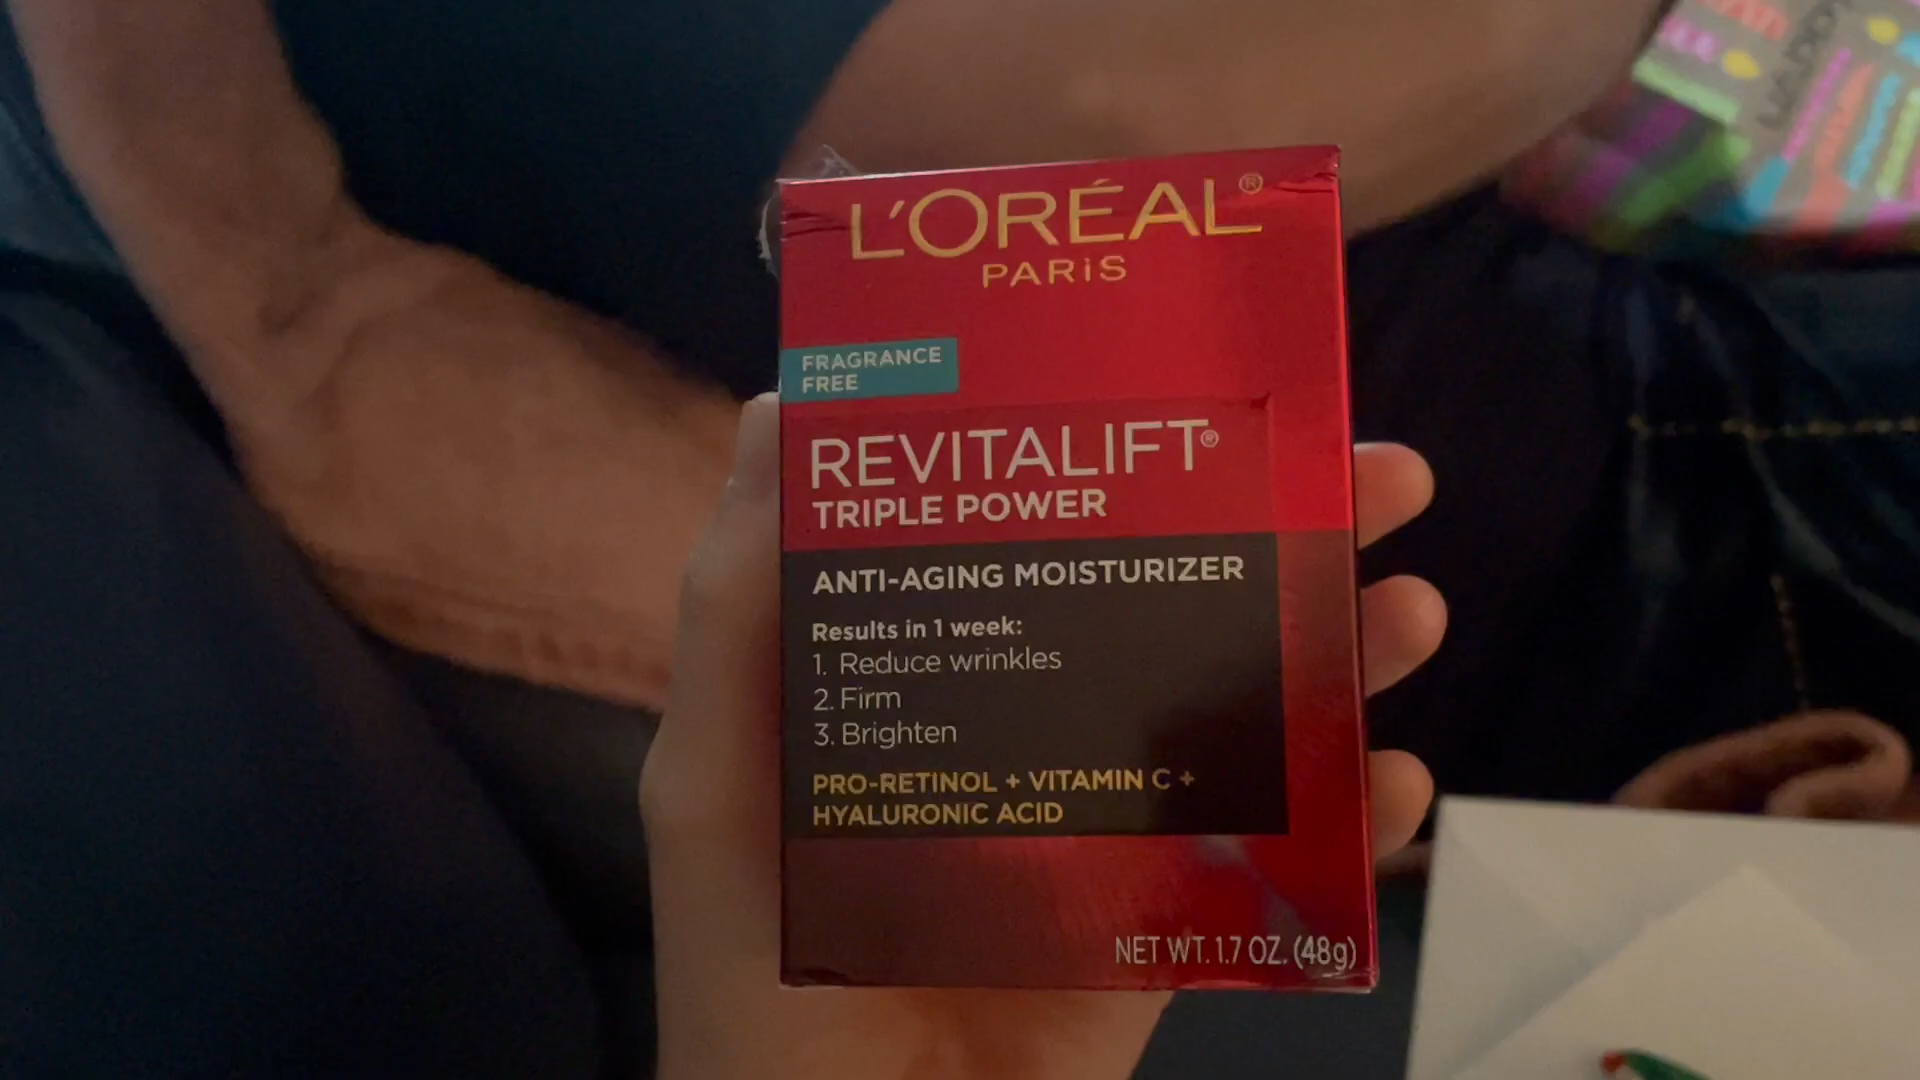 L'ORÉAL®
PARiS
FRAGRANCE
FREE
REVITALIFT®
TRIPLE POWER
ANTI-AGING MOISTURIZER
Results in 1 week:
1. Reduce wrinkles
2. Firm
3. Brighten
PRO-RETINOL + VITAMIN C +
HYALURONIC ACID
NET WT. 1.7 OZ. (48g)